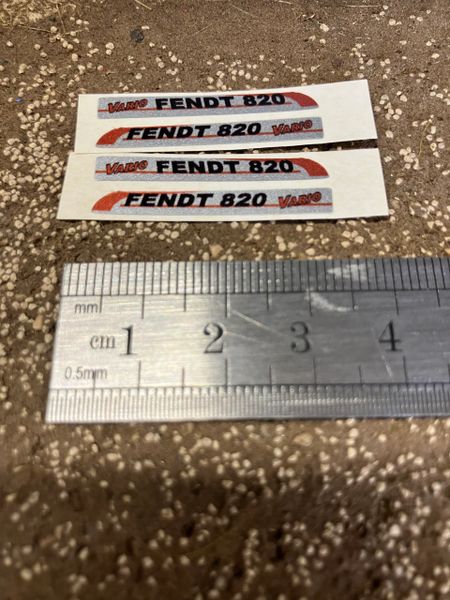 VARIO FENDT 820
FENDT 820 VARIO
VARIO FENDT 820
FENDT 820 VARIO
mm
cm 1 2 3 4
0.5mm